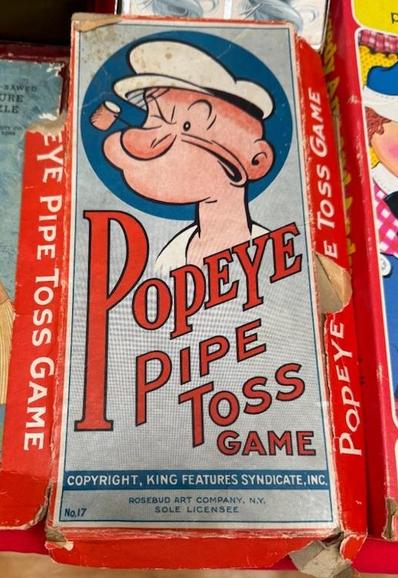 POPEYE
PIPE
TOSS
GAME
COPYRIGHT, KING FEATURES SYNDICATE, INC.
ROSEBUD ART COMPANY, N.Y.
SOLE LICENSEE
No. 17
EYE PIPE TOSS GAME
POPEYE
E TOSS GAME